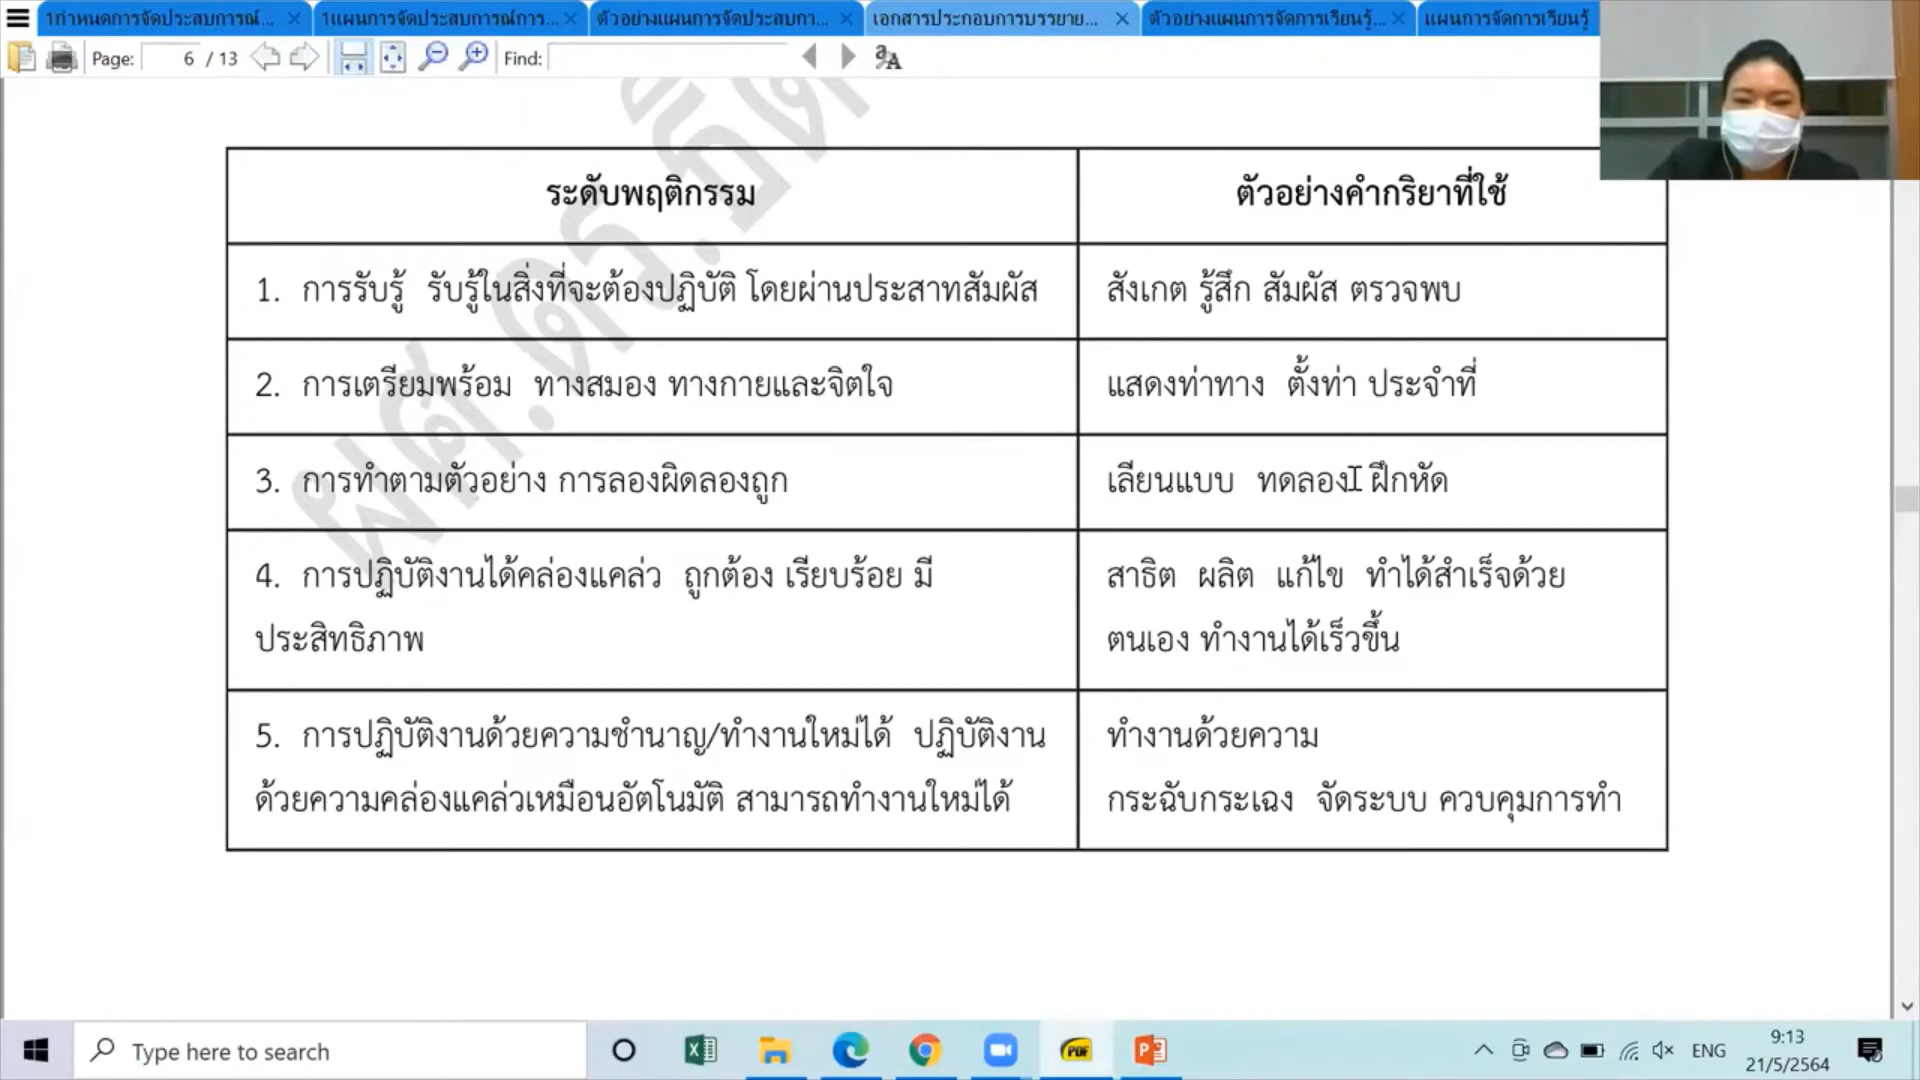 1กำหนดการจัดประสบการณ์...
1แผนการจัดประสบการณ์การ...
ตัวอย่างแผนการจัดประสบกา...
เอกสารประกอบการบรรยาย...
ตัวอย่างแผนการจัดการเรียนรู้...
แผนการจัดการเรียนรู้
Page: 6 / 13
Find:
ผศ.ดร.ธิด
ระดับพฤติกรรม
ตัวอย่างคำกริยาที่ใช้
1. การรับรู้ รับรู้ในสิ่งที่จะต้องปฏิบัติ โดยผ่านประสาทสัมผัส
สังเกต รู้สึก สัมผัส ตรวจพบ
2. การเตรียมพร้อม ทางสมอง ทางกายและจิตใจ
แสดงท่าทาง ตั้งท่า ประจำที่
3. การทำตามตัวอย่าง การลองผิดลองถูก
เลียนแบบ ทดลอง ฝึกหัด
4. การปฏิบัติงานได้คล่องแคล่ว ถูกต้อง เรียบร้อย มี
ประสิทธิภาพ
สาธิต ผลิต แก้ไข ทำได้สำเร็จด้วย
ตนเอง ทำงานได้เร็วขึ้น
5. การปฏิบัติงานด้วยความชำนาญ/ทำงานใหม่ได้ ปฏิบัติงาน
ด้วยความคล่องแคล่วเหมือนอัตโนมัติ สามารถทำงานใหม่ได้
ทำงานด้วยความ
กระฉับกระเฉง จัดระบบ ควบคุมการทำ
Type here to search
PDF
ENG
9:13
21/5/2564